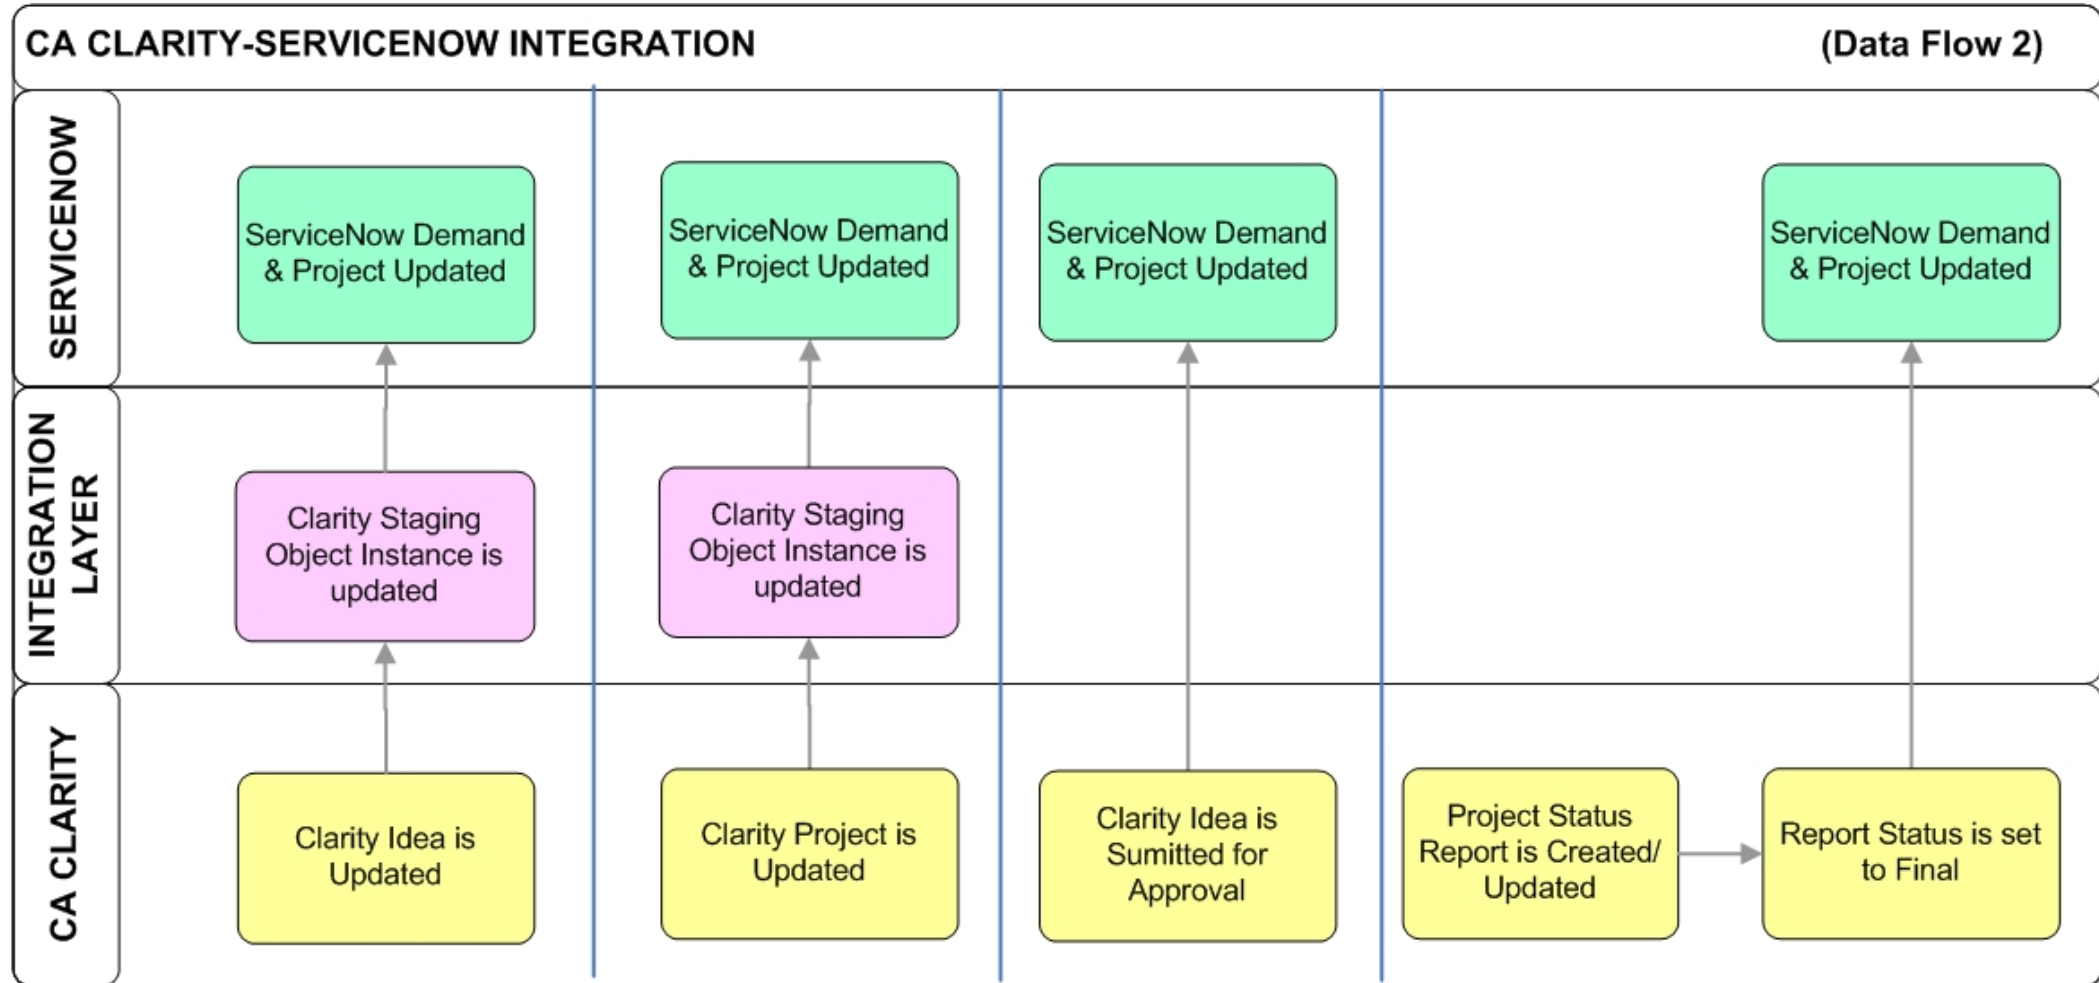 CA CLARITY-SERVICENOW INTEGRATION
(Data Flow 2)
SERVICENOW
ServiceNow Demand
& Project Updated
ServiceNow Demand
& Project Updated
ServiceNow Demand
& Project Updated
ServiceNow Demand
& Project Updated
INTEGRATION
LAYER
Clarity Staging
Object Instance is
updated
Clarity Staging
Object Instance is
updated
CA CLARITY
Clarity Idea is
Updated
Clarity Project is
Updated
Clarity Idea is
Sumitted for
Approval
Project Status
Report is Created/
Updated
Report Status is set
to Final